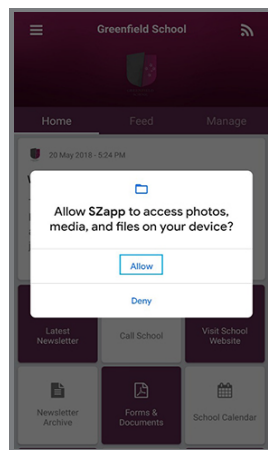 Greenfield School
Home Feed Manage
20 May 2018 - 5:24 PM
Allow SZapp to access photos,
media, and files on your device?
Allow
Deny
Latest
Newsletter
Call School
Visit School
Website
Newsletter
Archive
Forms &
Documents
School Calendar